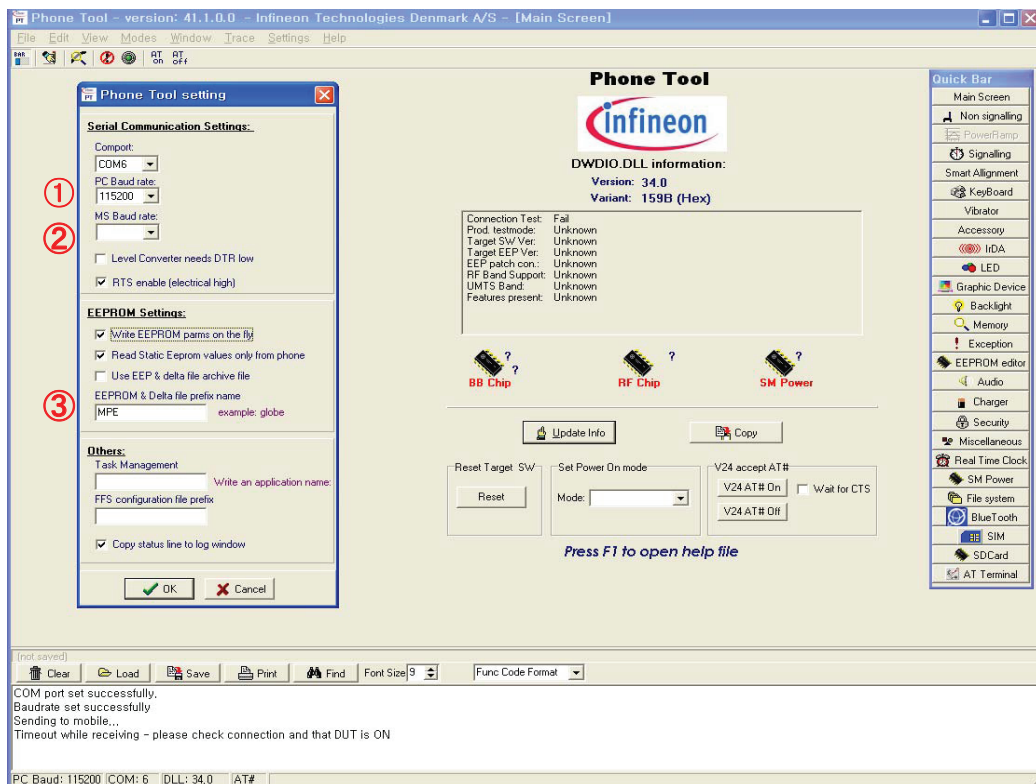 Phone Tool - version: 41.1.0.0 - Infineon Technologies Denmark A/S - [Main Screen]
File Edit View Modes Window Trace Settings Help
BAR AT on AT off
Phone Tool setting
Serial Communication Settings:
Comport:
COM6
① PC Baud rate:
115200
MS Baud rate:
②
Level Converter needs DTR low
RTS enable (electrical high)
EEPROM Settings:
Write EEPROM parms on the fly
Read Static Eeprom values only from phone
Use EEP & delta file archive file
EEPROM & Delta file prefix name
③ MPE example: globe
Others:
Task Management
Write an application name:
FFS configuration file prefix
Copy status line to log window
OK Cancel
Phone Tool
infineon
DWDIO.DLL information:
Version: 34.0
Variant: 159B (Hex)
Connection Test: Fail
Prod. testmode: Unknown
Target SW Ver: Unknown
Target EEP Ver: Unknown
EEP patch con.: Unknown
RF Band Support: Unknown
UMTS Band: Unknown
Features present: Unknown
? ? ? ?
BB Chip RF Chip SM Power
Update Info Copy
Reset Target SW Set Power On mode V24 accept AT#
Reset Mode: V24 AT# On Wait for CTS
V24 AT# Off
Press F1 to open help file
Quick Bar
Main Screen
Non signalling
PowerRamp
Signalling
Smart Allignment
KeyBoard
Vibrator
Accessory
IrDA
LED
Graphic Device
Backlight
Memory
Exception
EEPROM editor
Audio
Charger
Security
Miscellaneous
Real Time Clock
SM Power
File system
BlueTooth
SIM
SDCard
AT Terminal
(not saved)
Clear Load Save Print Find Font Size 9 Func Code Format
COM port set successfully,
Baudrate set successfully
Sending to mobile,,,
Timeout while receiving - please check connection and that DUT is ON
PC Baud: 115200 COM: 6 DLL: 34.0 AT#